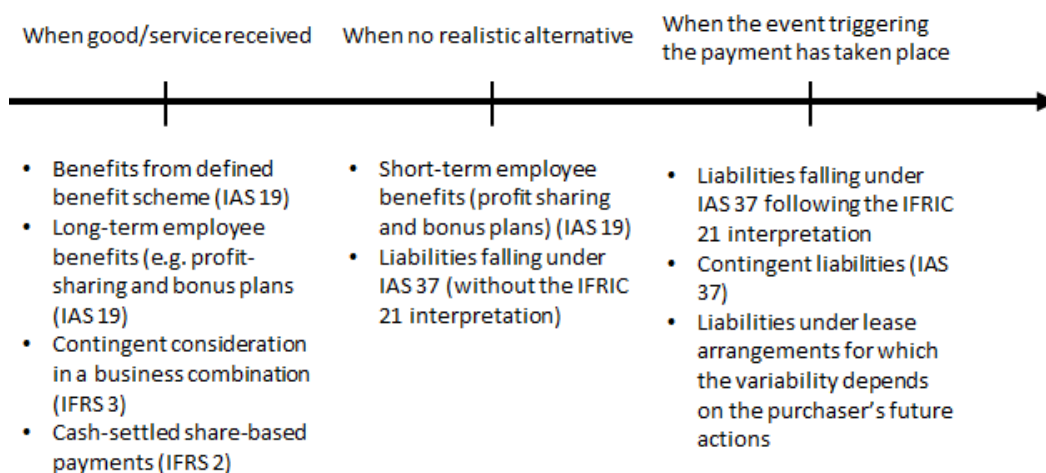 When good/service received
When no realistic alternative
When the event triggering
the payment has taken place
• Benefits from defined
benefit scheme (IAS 19)
• Long-term employee
benefits (e.g. profit-
sharing and bonus plans
(IAS 19)
• Contingent consideration
in a business combination
(IFRS 3)
• Cash-settled share-based
payments (IFRS 2)
• Short-term employee
benefits (profit sharing
and bonus plans) (IAS 19)
• Liabilities falling under
IAS 37 (without the IFRIC
21 interpretation)
• Liabilities falling under
IAS 37 following the IFRIC
21 interpretation
• Contingent liabilities (IAS
37)
• Liabilities under lease
arrangements for which
the variability depends
on the purchaser's future
actions